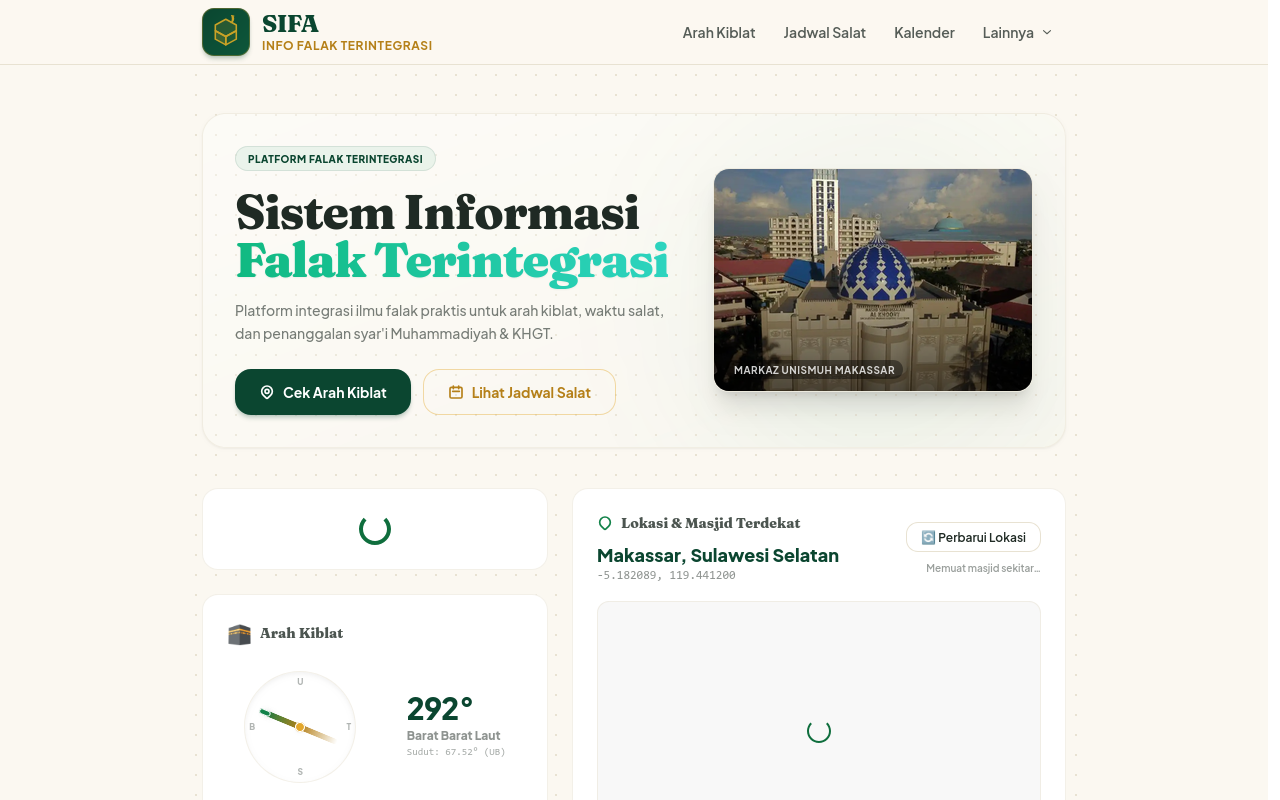 SIFA
INFO FALAK TERINTEGRASI
Arah Kiblat
Jadwal Salat
Kalender
Lainnya
PLATFORM FALAK TERINTEGRASI
Sistem Informasi
Falak Terintegrasi
Platform integrasi ilmu falak praktis untuk arah kiblat, waktu salat,
dan penanggalan syar'i Muhammadiyah & KHGT.
Cek Arah Kiblat
Lihat Jadwal Salat
MARKAZ UNISMUH MAKASSAR
Arah Kiblat
U
B
T
S
292°
Barat Barat Laut
Sudut: 67.52° (UB)
Lokasi & Masjid Terdekat
Makassar, Sulawesi Selatan
-5.182089, 119.441200
Perbarui Lokasi
Memuat masjid sekitar...